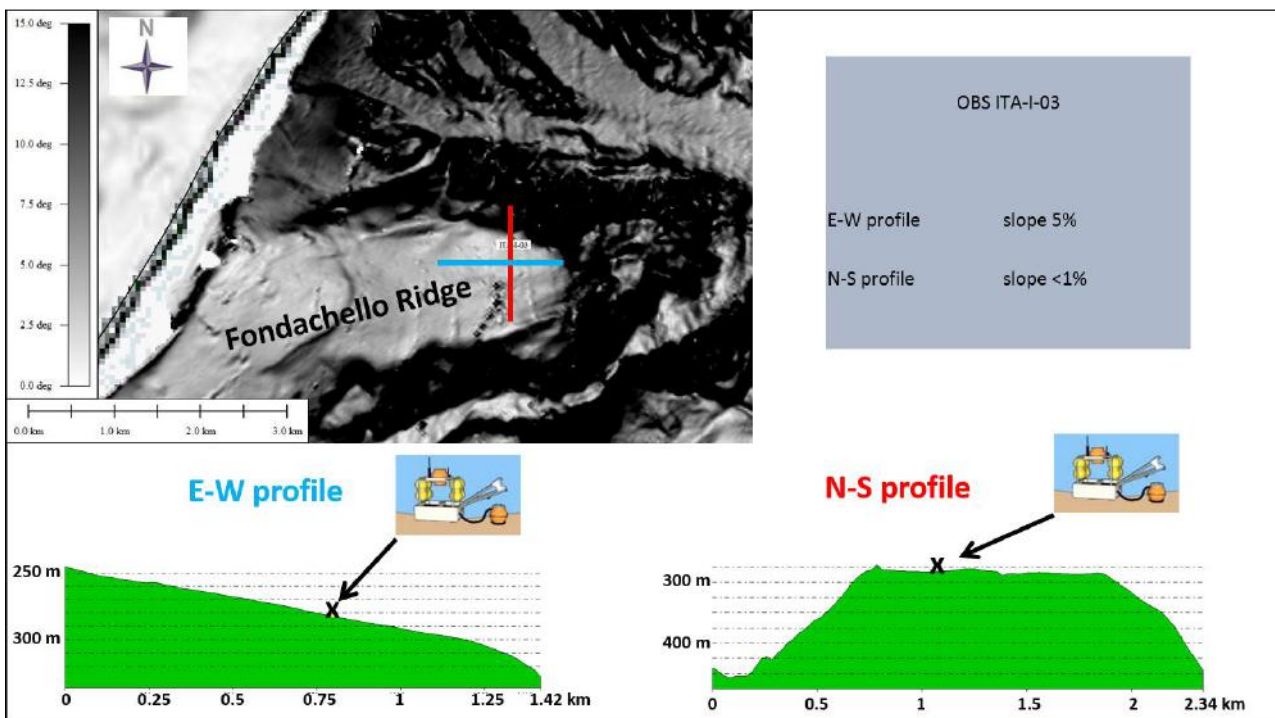 15.0 deg
12.5 deg
10.0 deg
7.5 deg
5.0 deg
2.5 deg
0.0 deg
N
ITA-I-03
Fondachello Ridge
0.0 km 1.0 km 2.0 km 3.0 km
OBS ITA-I-03
E-W profile slope 5%
N-S profile slope <1%
E-W profile
X
250 m
300 m
0 0.25 0.5 0.75 1 1.25 1.42 km
N-S profile
X
300 m
400 m
0 0.5 1 1.5 2 2.34 km